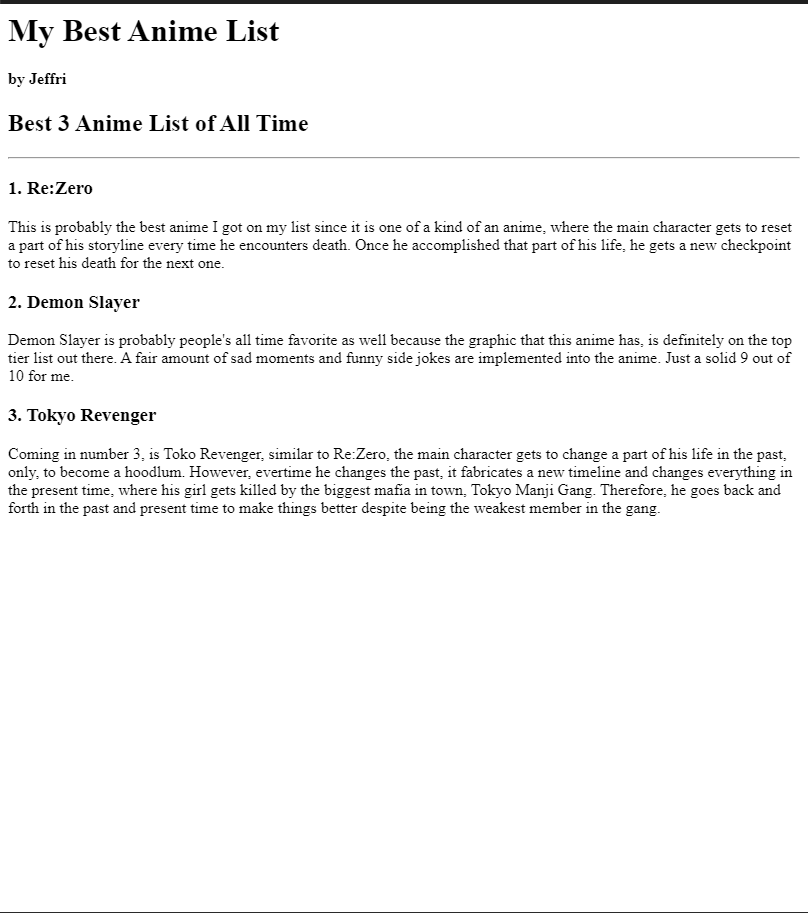 My Best Anime List
by Jeffri
Best 3 Anime List of All Time
1. Re:Zero
This is probably the best anime I got on my list since it is one of a kind of an anime, where the main character gets to reset
a part of his storyline every time he encounters death. Once he accomplished that part of his life, he gets a new checkpoint
to reset his death for the next one.
2. Demon Slayer
Demon Slayer is probably people's all time favorite as well because the graphic that this anime has, is definitely on the top
tier list out there. A fair amount of sad moments and funny side jokes are implemented into the anime. Just a solid 9 out of
10 for me.
3. Tokyo Revenger
Coming in number 3, is Toko Revenger, similar to Re:Zero, the main character gets to change a part of his life in the past,
only, to become a hoodlum. However, evertime he changes the past, it fabricates a new timeline and changes everything in
the present time, where his girl gets killed by the biggest mafia in town, Tokyo Manji Gang. Therefore, he goes back and
forth in the past and present time to make things better despite being the weakest member in the gang.